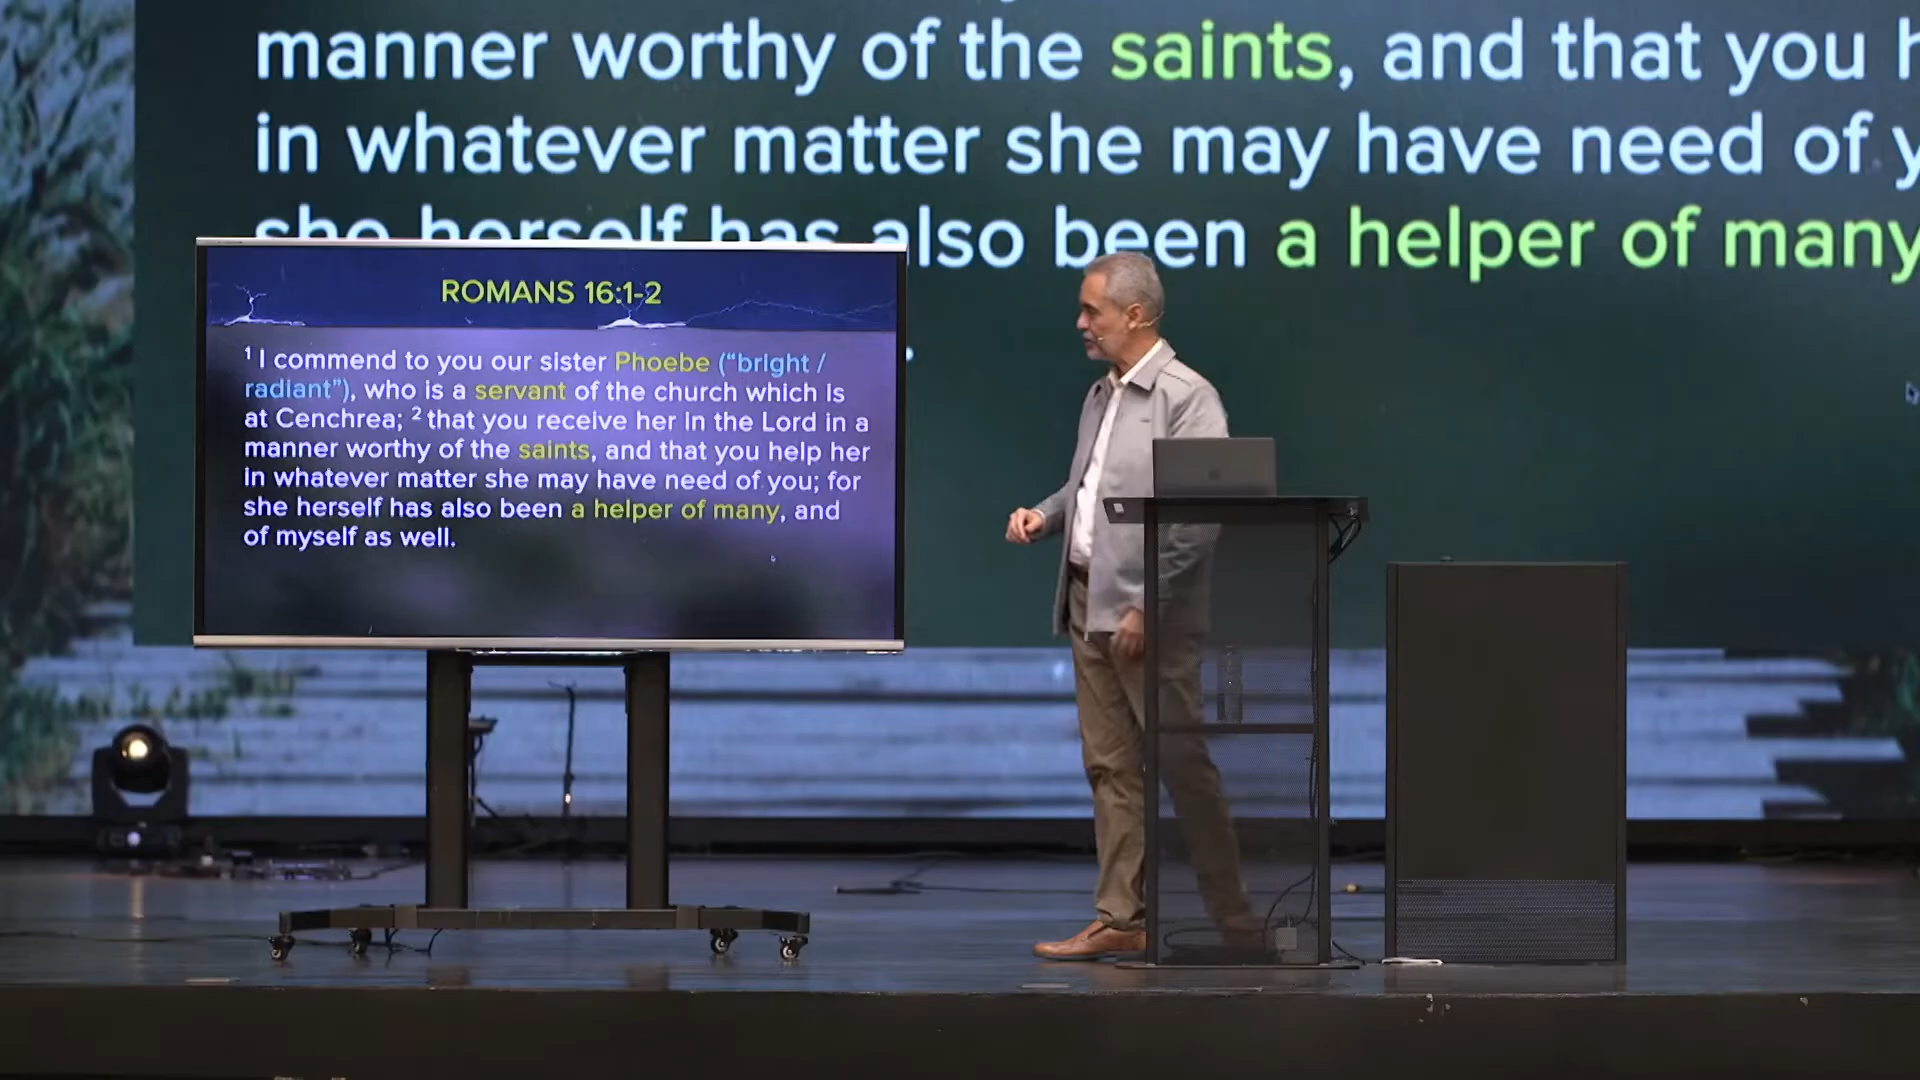 manner worthy of the saints, and that you
in whatever matter she may have need of
she herself has also been a helper of many
ROMANS 16:1-2
1 I commend to you our sister Phoebe ("bright /
radiant"), who is a servant of the church which is
at Cenchrea; 2 that you receive her in the Lord in a
manner worthy of the saints, and that you help her
in whatever matter she may have need of you; for
she herself has also been a helper of many, and
of myself as well.